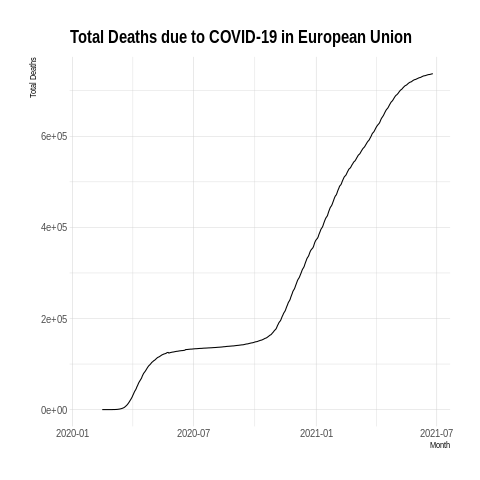 Total Deaths due to COVID-19 in European Union
Total Deaths
6e+05
4e+05
2e+05
0e+00
2020-01 2020-07 2021-01 2021-07
Month